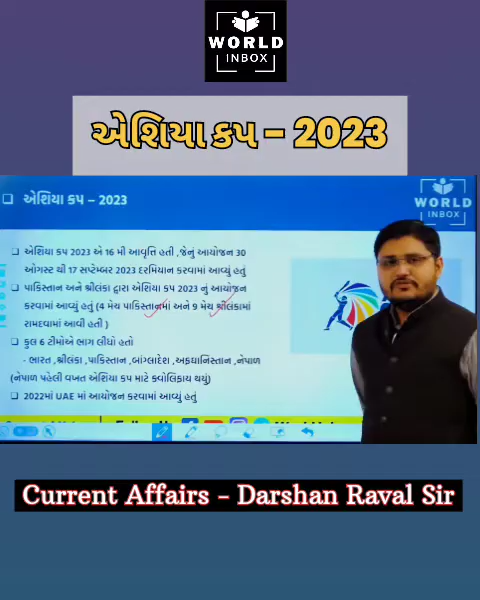 WORLD
INBOX
એશિયા કપ – 2023
❑ એશિયા કપ – 2023
WORLD
INBOX
❑ એશિયા કપ 2023 એ 16 મી આવૃત્તિ હતી ,જેનું આયોજન 30
ઓગસ્ટ થી 17 સપ્ટેમ્બર 2023 દરમિયાન કરવામાં આવ્યું હતું
❑ પાકિસ્તાન અને શ્રીલંકા દ્વારા એશિયા કપ 2023 નું આયોજન
કરવામાં આવ્યું હતું (4 મેચ પાકિસ્તાનમાં અને 9 મેચ શ્રીલંકામાં
રામદવામાં આવી હતી )
❑ કુલ 6 ટીમોએ ભાગ લીધો હતો
- ભારત ,શ્રીલંકા ,પાકિસ્તાન ,બાંગ્લાદેશ ,અફઘાનિસ્તાન ,નેપાળ
(નેપાળ પહેલી વખત એશિયા કપ માટે ક્વોલિફાય થયું)
❑ 2022માં UAE માં આયોજન કરવામાં આવ્યું હતું
Current Affairs - Darshan Raval Sir